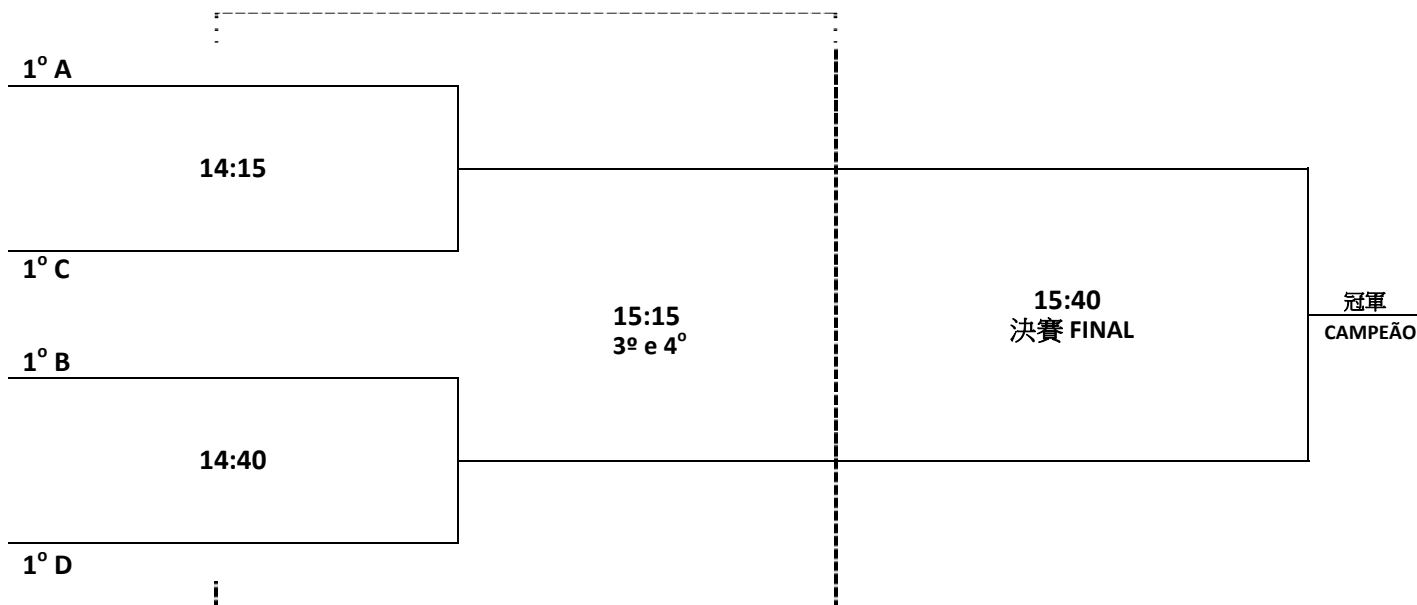 1º A
14:15
1º C
15:15
3º e 4º
15:40
決賽 FINAL
冠軍
CAMPEÃO
1º B
14:40
1º D